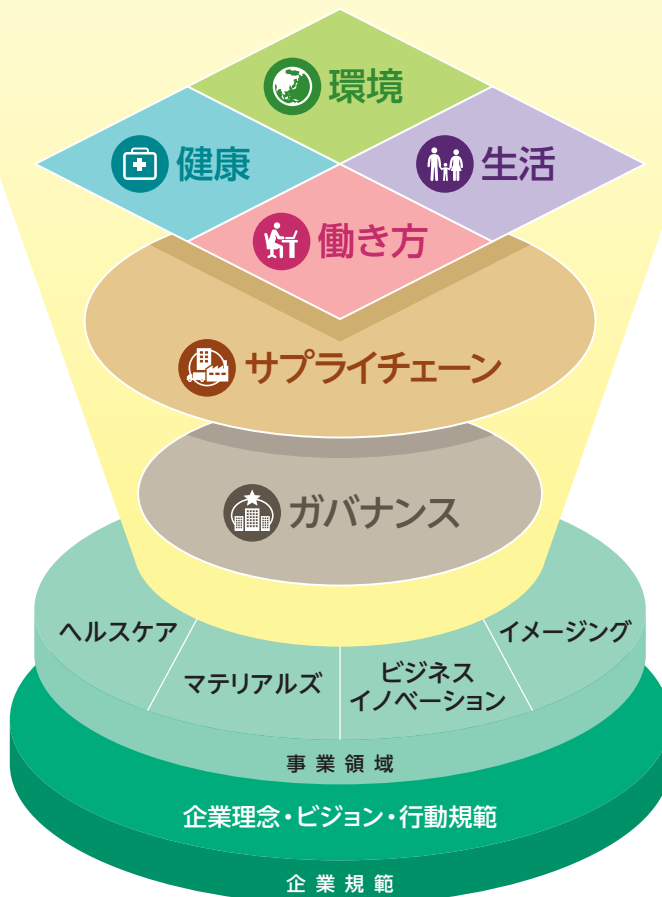 環境
健康
生活
働き方
サプライチェーン
ガバナンス
ヘルスケア
マテリアルズ
ビジネス
イノベーション
イメージング
事業領域
企業理念・ビジョン・行動規範
企業規範